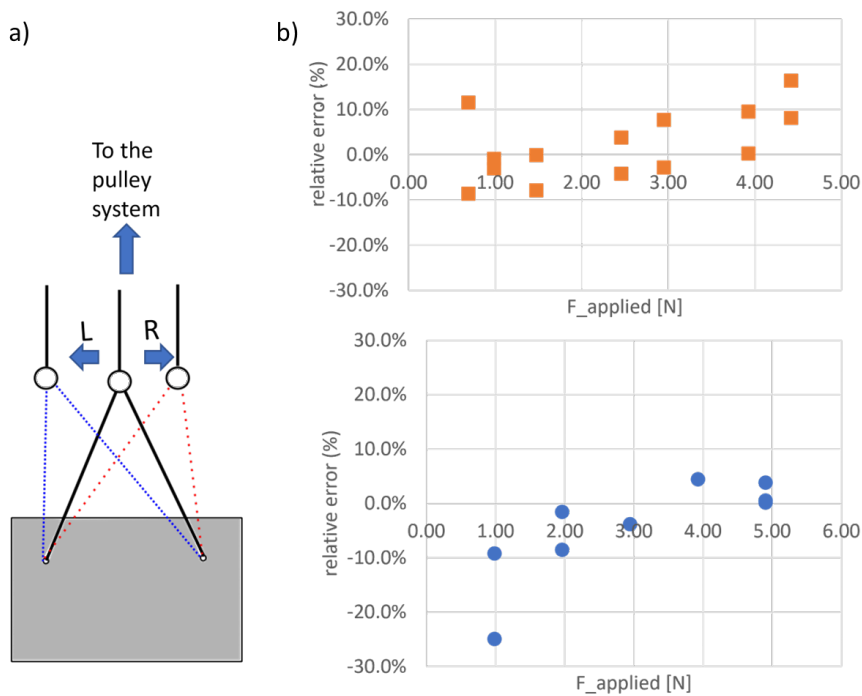 a)
To the
pulley
system
L
R
b)
30.0%
20.0%
10.0%
0.0%
0.00 1.00 2.00 3.00 4.00 5.00
-10.0%
-20.0%
-30.0%
relative error (%)
F_applied [N]
30.0%
20.0%
10.0%
0.0%
0.00 1.00 2.00 3.00 4.00 5.00 6.00
-10.0%
-20.0%
-30.0%
relative error (%)
F_applied [N]